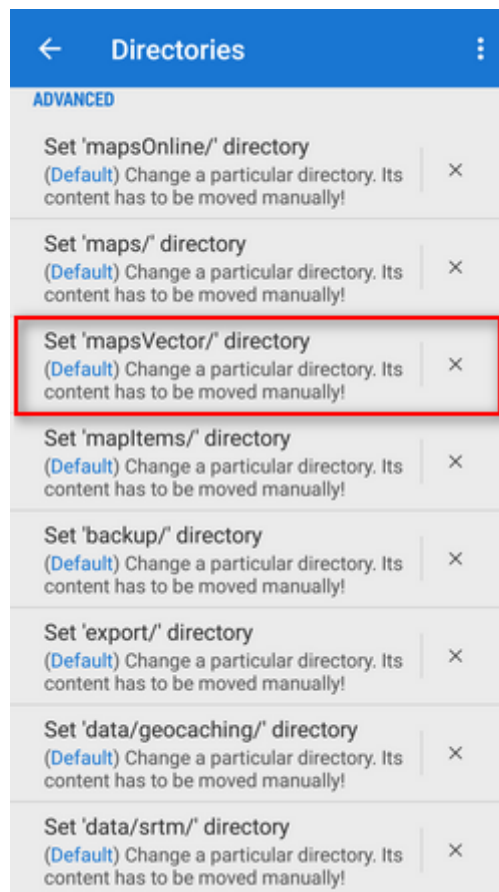 Directories
ADVANCED
Set 'mapsOnline/' directory
(Default) Change a particular directory. Its
content has to be moved manually!
Set 'maps/' directory
(Default) Change a particular directory. Its
content has to be moved manually!
Set 'mapsVector/' directory
(Default) Change a particular directory. Its
content has to be moved manually!
Set 'mapItems/' directory
(Default) Change a particular directory. Its
content has to be moved manually!
Set 'backup/' directory
(Default) Change a particular directory. Its
content has to be moved manually!
Set 'export/' directory
(Default) Change a particular directory. Its
content has to be moved manually!
Set 'data/geocaching/' directory
(Default) Change a particular directory. Its
content has to be moved manually!
Set 'data/srtm/' directory
(Default) Change a particular directory. Its
content has to be moved manually!